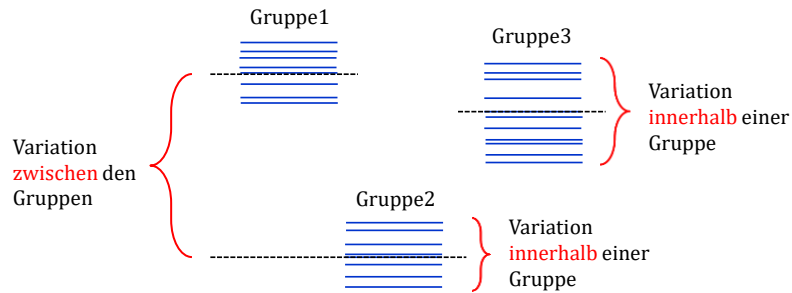 Gruppe1
Gruppe3
Variation
innerhalb einer
Gruppe
Variation
zwischen den
Gruppen
Gruppe2
Variation
innerhalb einer
Gruppe